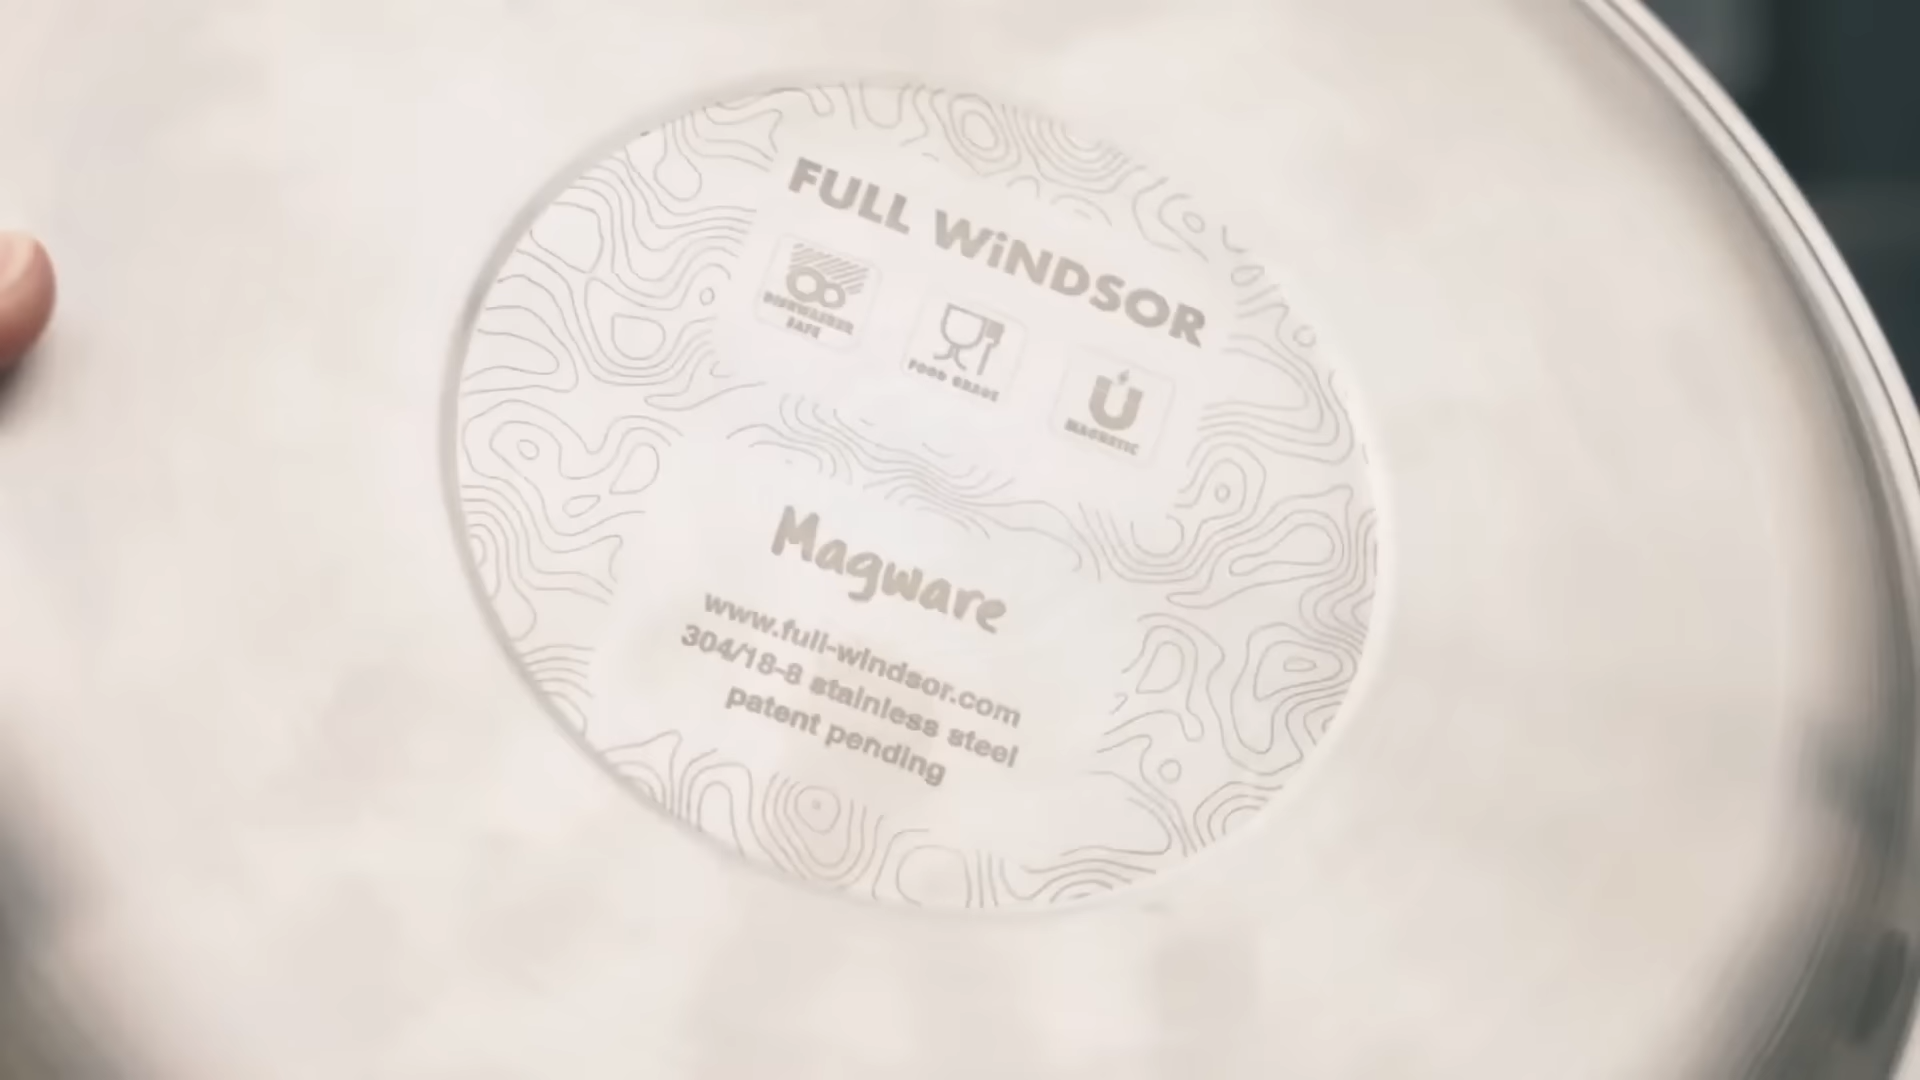 FULL WiNDSOR
DISHWASHER
SAFE
FOOD GRADE
MAGNETIC
Magware
www.full-windsor.com
304/18-8 stainless steel
patent pending